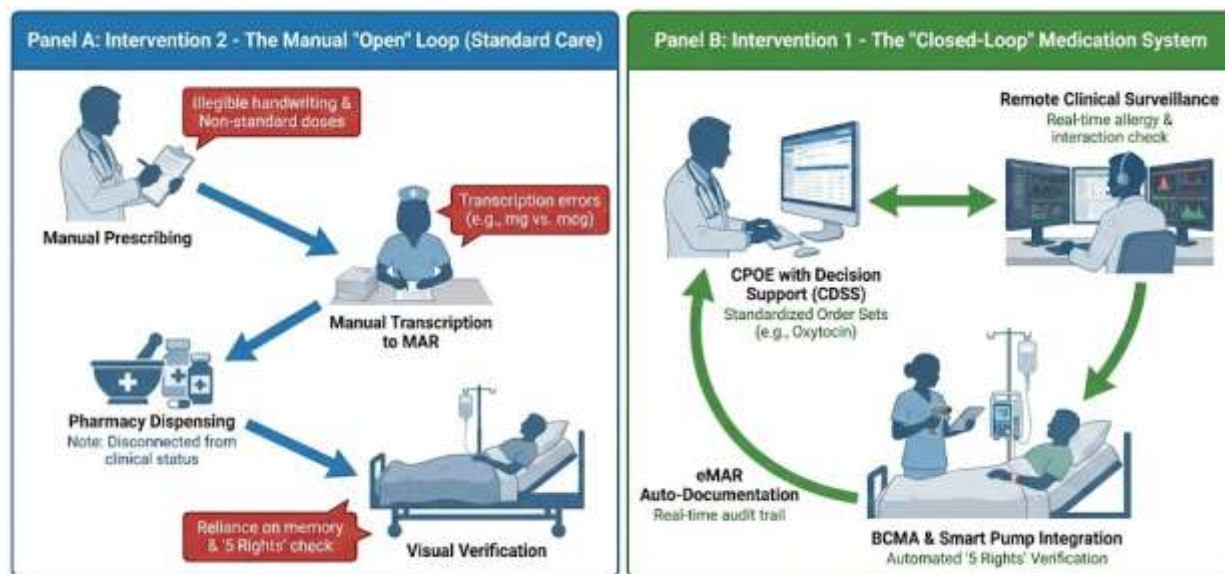 Panel A: Intervention 2 - The Manual "Open" Loop (Standard Care)
Illegible handwriting &
Non-standard doses
Manual Prescribing
Transcription errors
(e.g., mg vs. mcg)
Manual Transcription
to MAR
Pharmacy Dispensing
Note: Disconnected from
clinical status
Reliance on memory
& '5 Rights' check
Visual Verification
Panel B: Intervention 1 - The "Closed-Loop" Medication System
Remote Clinical Surveillance
Real-time allergy &
interaction check
CPOE with Decision
Support (CDSS)
Standardized Order Sets
(e.g., Oxytocin)
eMAR
Auto-Documentation
Real-time audit trail
BCMA & Smart Pump Integration
Automated '5 Rights' Verification